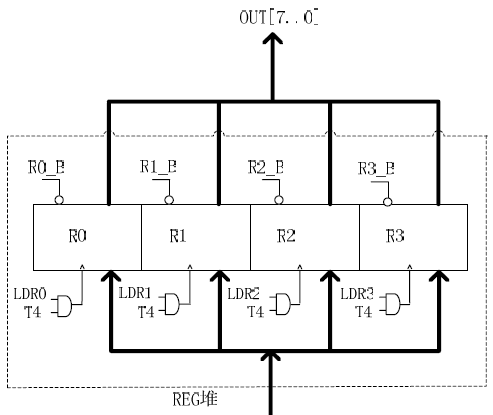 OUT[7..0]
R0_B R1_B R2_B R3_B
R0 R1 R2 R3
LDR0 LDR1 LDR2 LDR3
T4 T4 T4 T4
REG堆